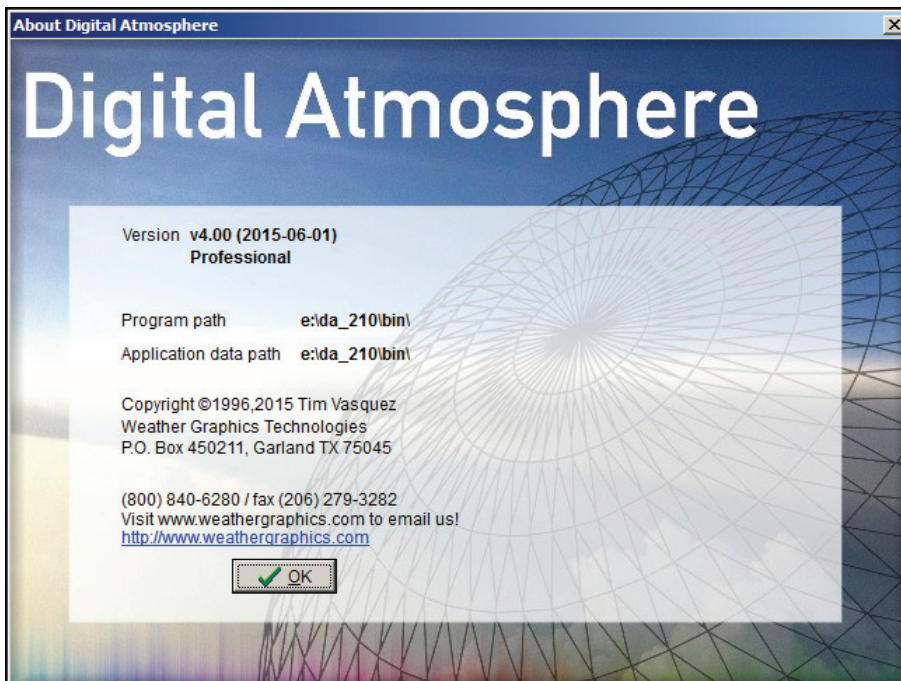 About Digital Atmosphere
Digital Atmosphere
Version v4.00 (2015-06-01)
Professional
Program path e:\da_210\bin\
Application data path e:\da_210\bin\
Copyright ©1996,2015 Tim Vasquez
Weather Graphics Technologies
P.O. Box 450211, Garland TX 75045
(800) 840-6280 / fax (206) 279-3282
Visit www.weathergraphics.com to email us!
http://www.weathergraphics.com
OK